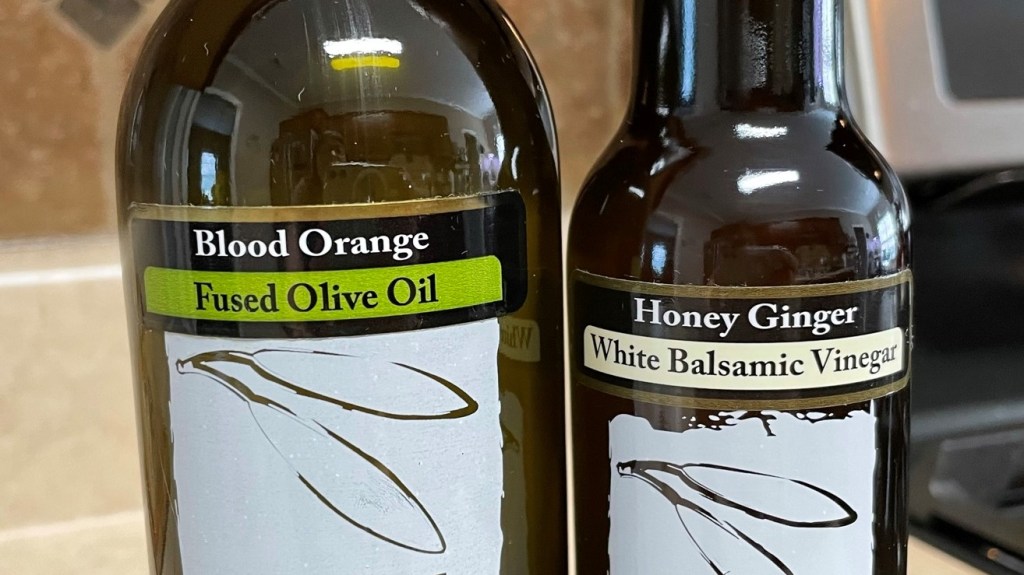 Blood Orange
Fused Olive Oil
Honey Ginger
White Balsamic Vinegar